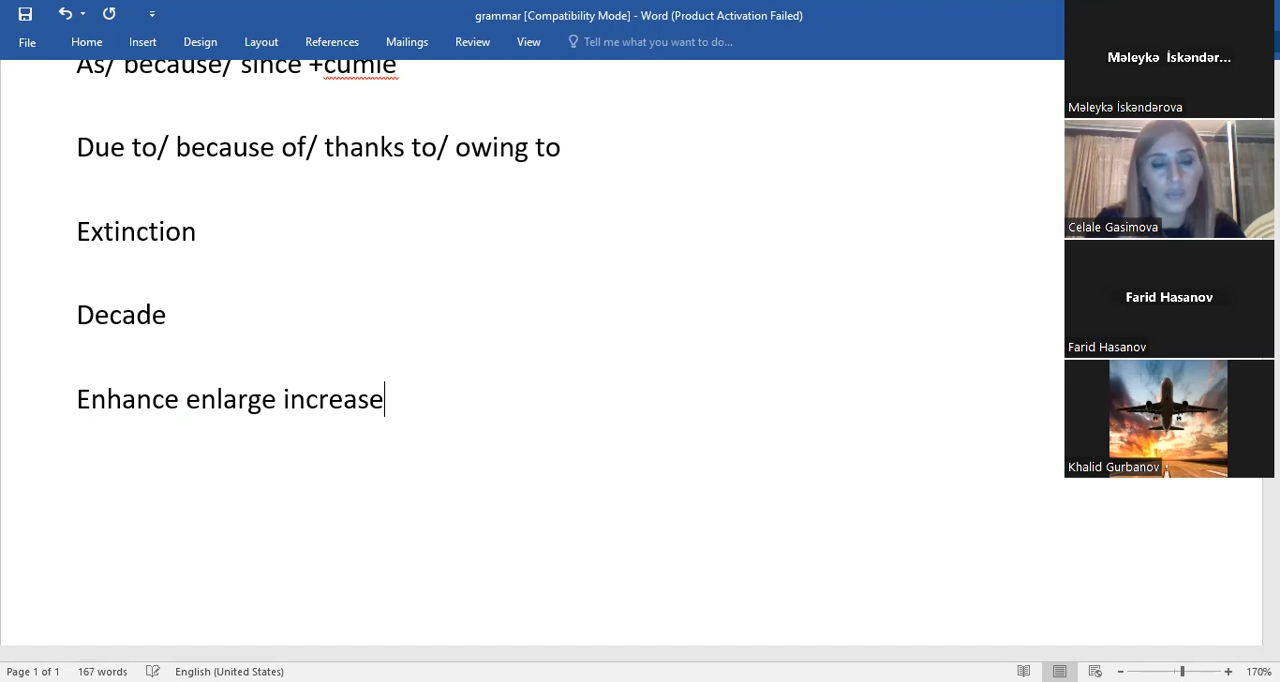 grammar [Compatibility Mode] - Word (Product Activation Failed)
File Home Insert Design Layout References Mailings Review View Tell me what you want to do...
As/ because/ since +cumle
Due to/ because of/ thanks to/ owing to
Extinction
Decade
Enhance enlarge increase
Məleykə İskəndər...
Məleykə İskəndərova
Celale Gasimova
Farid Hasanov
Farid Hasanov
Khalid Gurbanov
Page 1 of 1 167 words English (United States) 170%